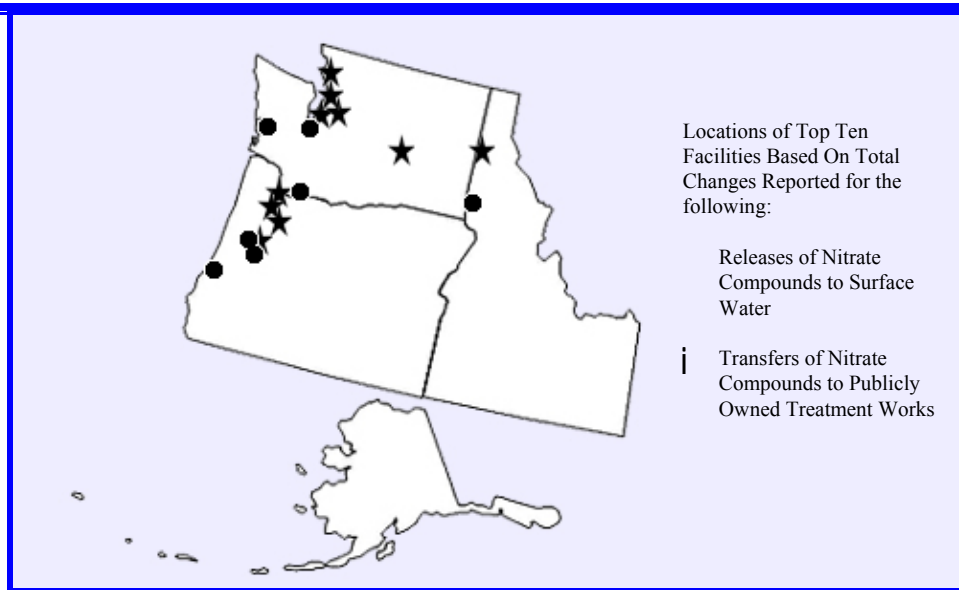 Locations of Top Ten
Facilities Based On Total
Changes Reported for the
following:
Releases of Nitrate
Compounds to Surface
Water
i Transfers of Nitrate
Compounds to Publicly
Owned Treatment Works